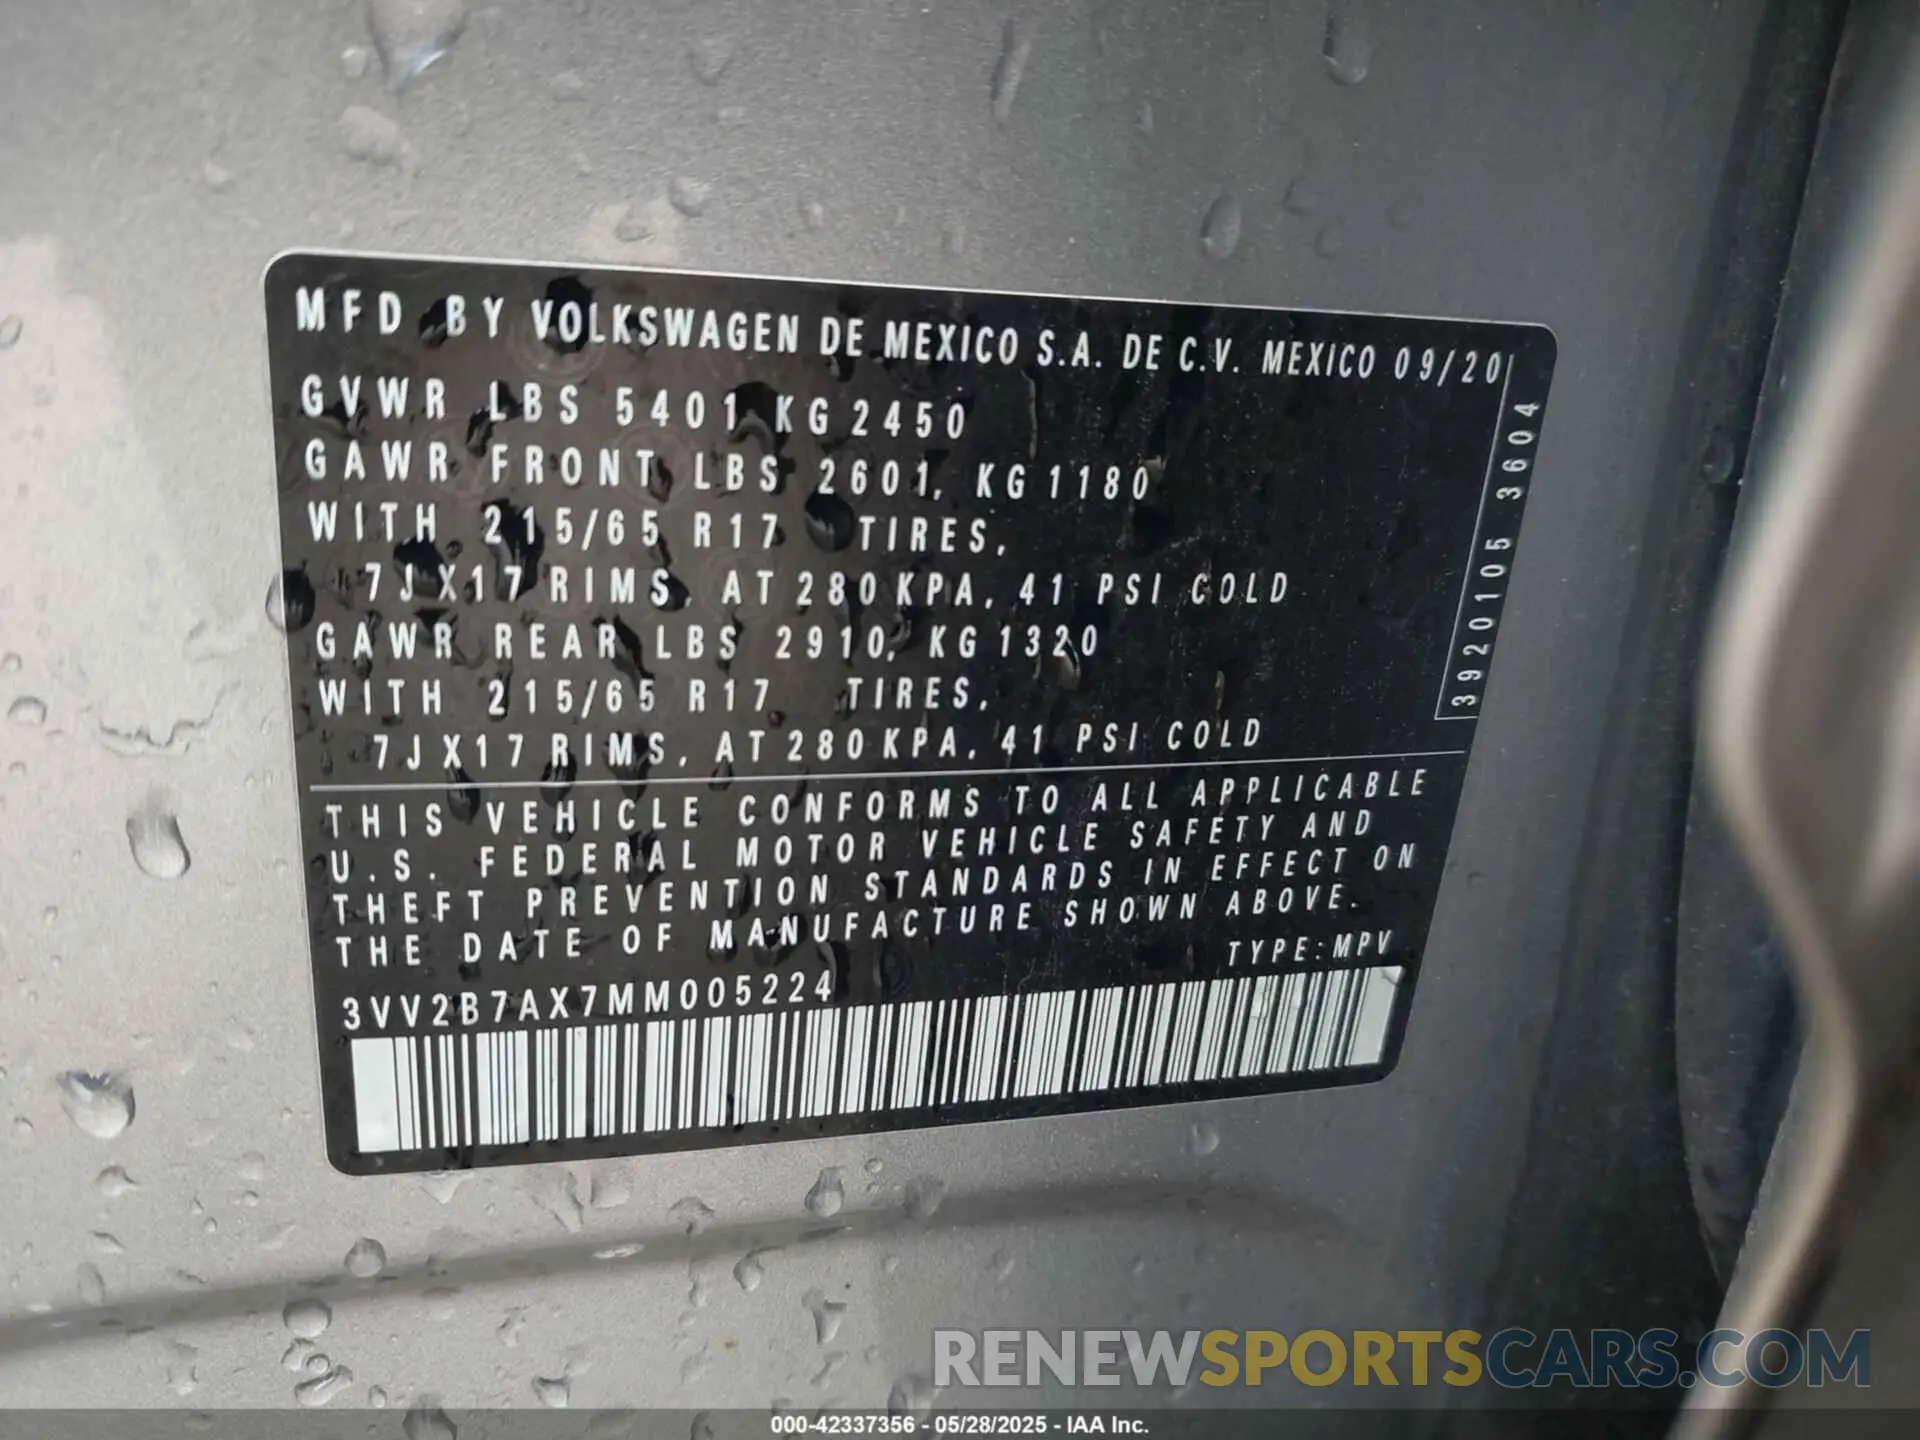 MFD BY VOLKSWAGEN DE MEXICO S.A. DE C.V. MEXICO 09/20
GVWR LBS 5401 KG 2450
GAWR FRONT LBS 2601, KG 1180
WITH 215/65 R17 TIRES,
7JX17 RIMS, AT 280 KPA, 41 PSI COLD
GAWR REAR LBS 2910, KG 1320
WITH 215/65 R17 TIRES,
7JX17 RIMS, AT 280 KPA, 41 PSI COLD
3920105 3604
THIS VEHICLE CONFORMS TO ALL APPLICABLE
U.S. FEDERAL MOTOR VEHICLE SAFETY AND
THEFT PREVENTION STANDARDS IN EFFECT ON
THE DATE OF MANUFACTURE SHOWN ABOVE.
3VV2B7AX7MM005224 TYPE:MPV
RENEWSPORTSCARS.COM
000-42337356 - 05/28/2025 - IAA Inc.